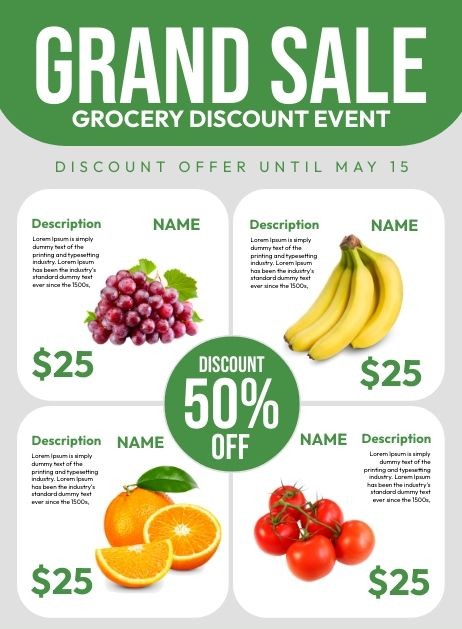 GRAND SALE
GROCERY DISCOUNT EVENT
DISCOUNT OFFER UNTIL MAY 15
Description
NAME
Lorem Ipsum is simply
dummy text of the
printing and typesetting
industry. Lorem Ipsum
has been the industry's
standard dummy text
ever since the 1500s,
$25
Description
NAME
Lorem Ipsum is simply
dummy text of the
printing and typesetting
industry. Lorem Ipsum
has been the industry's
standard dummy text
ever since the 1500s,
$25
DISCOUNT
50%
OFF
Description
NAME
Lorem Ipsum is simply
dummy text of the
printing and typesetting
industry. Lorem Ipsum
has been the industry's
standard dummy text
ever since the 1500s,
$25
NAME
Description
Lorem Ipsum is simply
dummy text of the
printing and typesetting
industry. Lorem Ipsum
has been the industry's
standard dummy text
ever since the 1500s,
$25